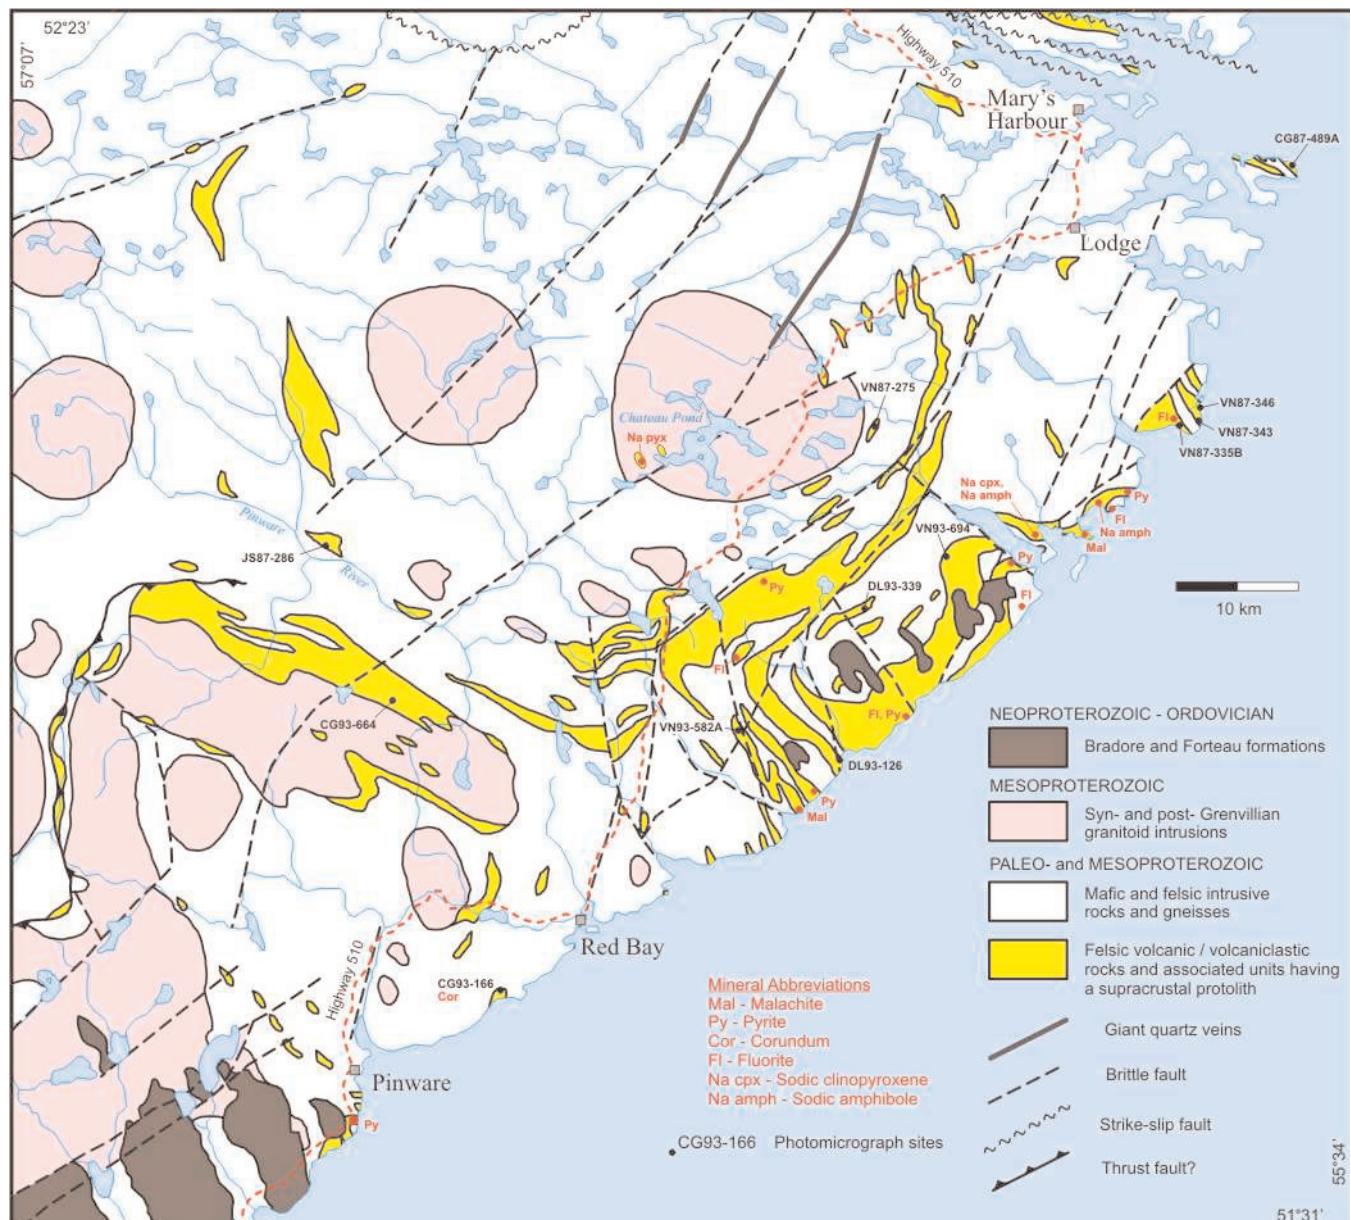 52°23'
57°07'
Highway 510
Mary's
Harbour
CG87-489A
Lodge
VN87-275
Chateau Pond
Na pyx
VN87-346
Fl
VN87-343
VN87-335B
Na cpx,
Na amph
Py
Fl
Na amph
Mal
Pinware
River
JS87-286
VN93-694
Py
Py
DL93-339
Fl
10 km
Fl
CG93-664
VN93-582A
Fl, Py
DL93-126
Py
Mal
Red Bay
Highway 510
CG93-166
Cor
Pinware
Py
NEOPROTEROZOIC - ORDOVICIAN
Bradore and Forteau formations
MESOPROTEROZOIC
Syn- and post- Grenvillian
granitoid intrusions
PALEO- and MESOPROTEROZOIC
Mafic and felsic intrusive
rocks and gneisses
Felsic volcanic / volcaniclastic
rocks and associated units having
a supracrustal protolith
Giant quartz veins
Brittle fault
Strike-slip fault
Thrust fault?
Mineral Abbreviations
Mal - Malachite
Py - Pyrite
Cor - Corundum
Fl - Fluorite
Na cpx - Sodic clinopyroxene
Na amph - Sodic amphibole
CG93-166 Photomicrograph sites
55°34'
51°31'